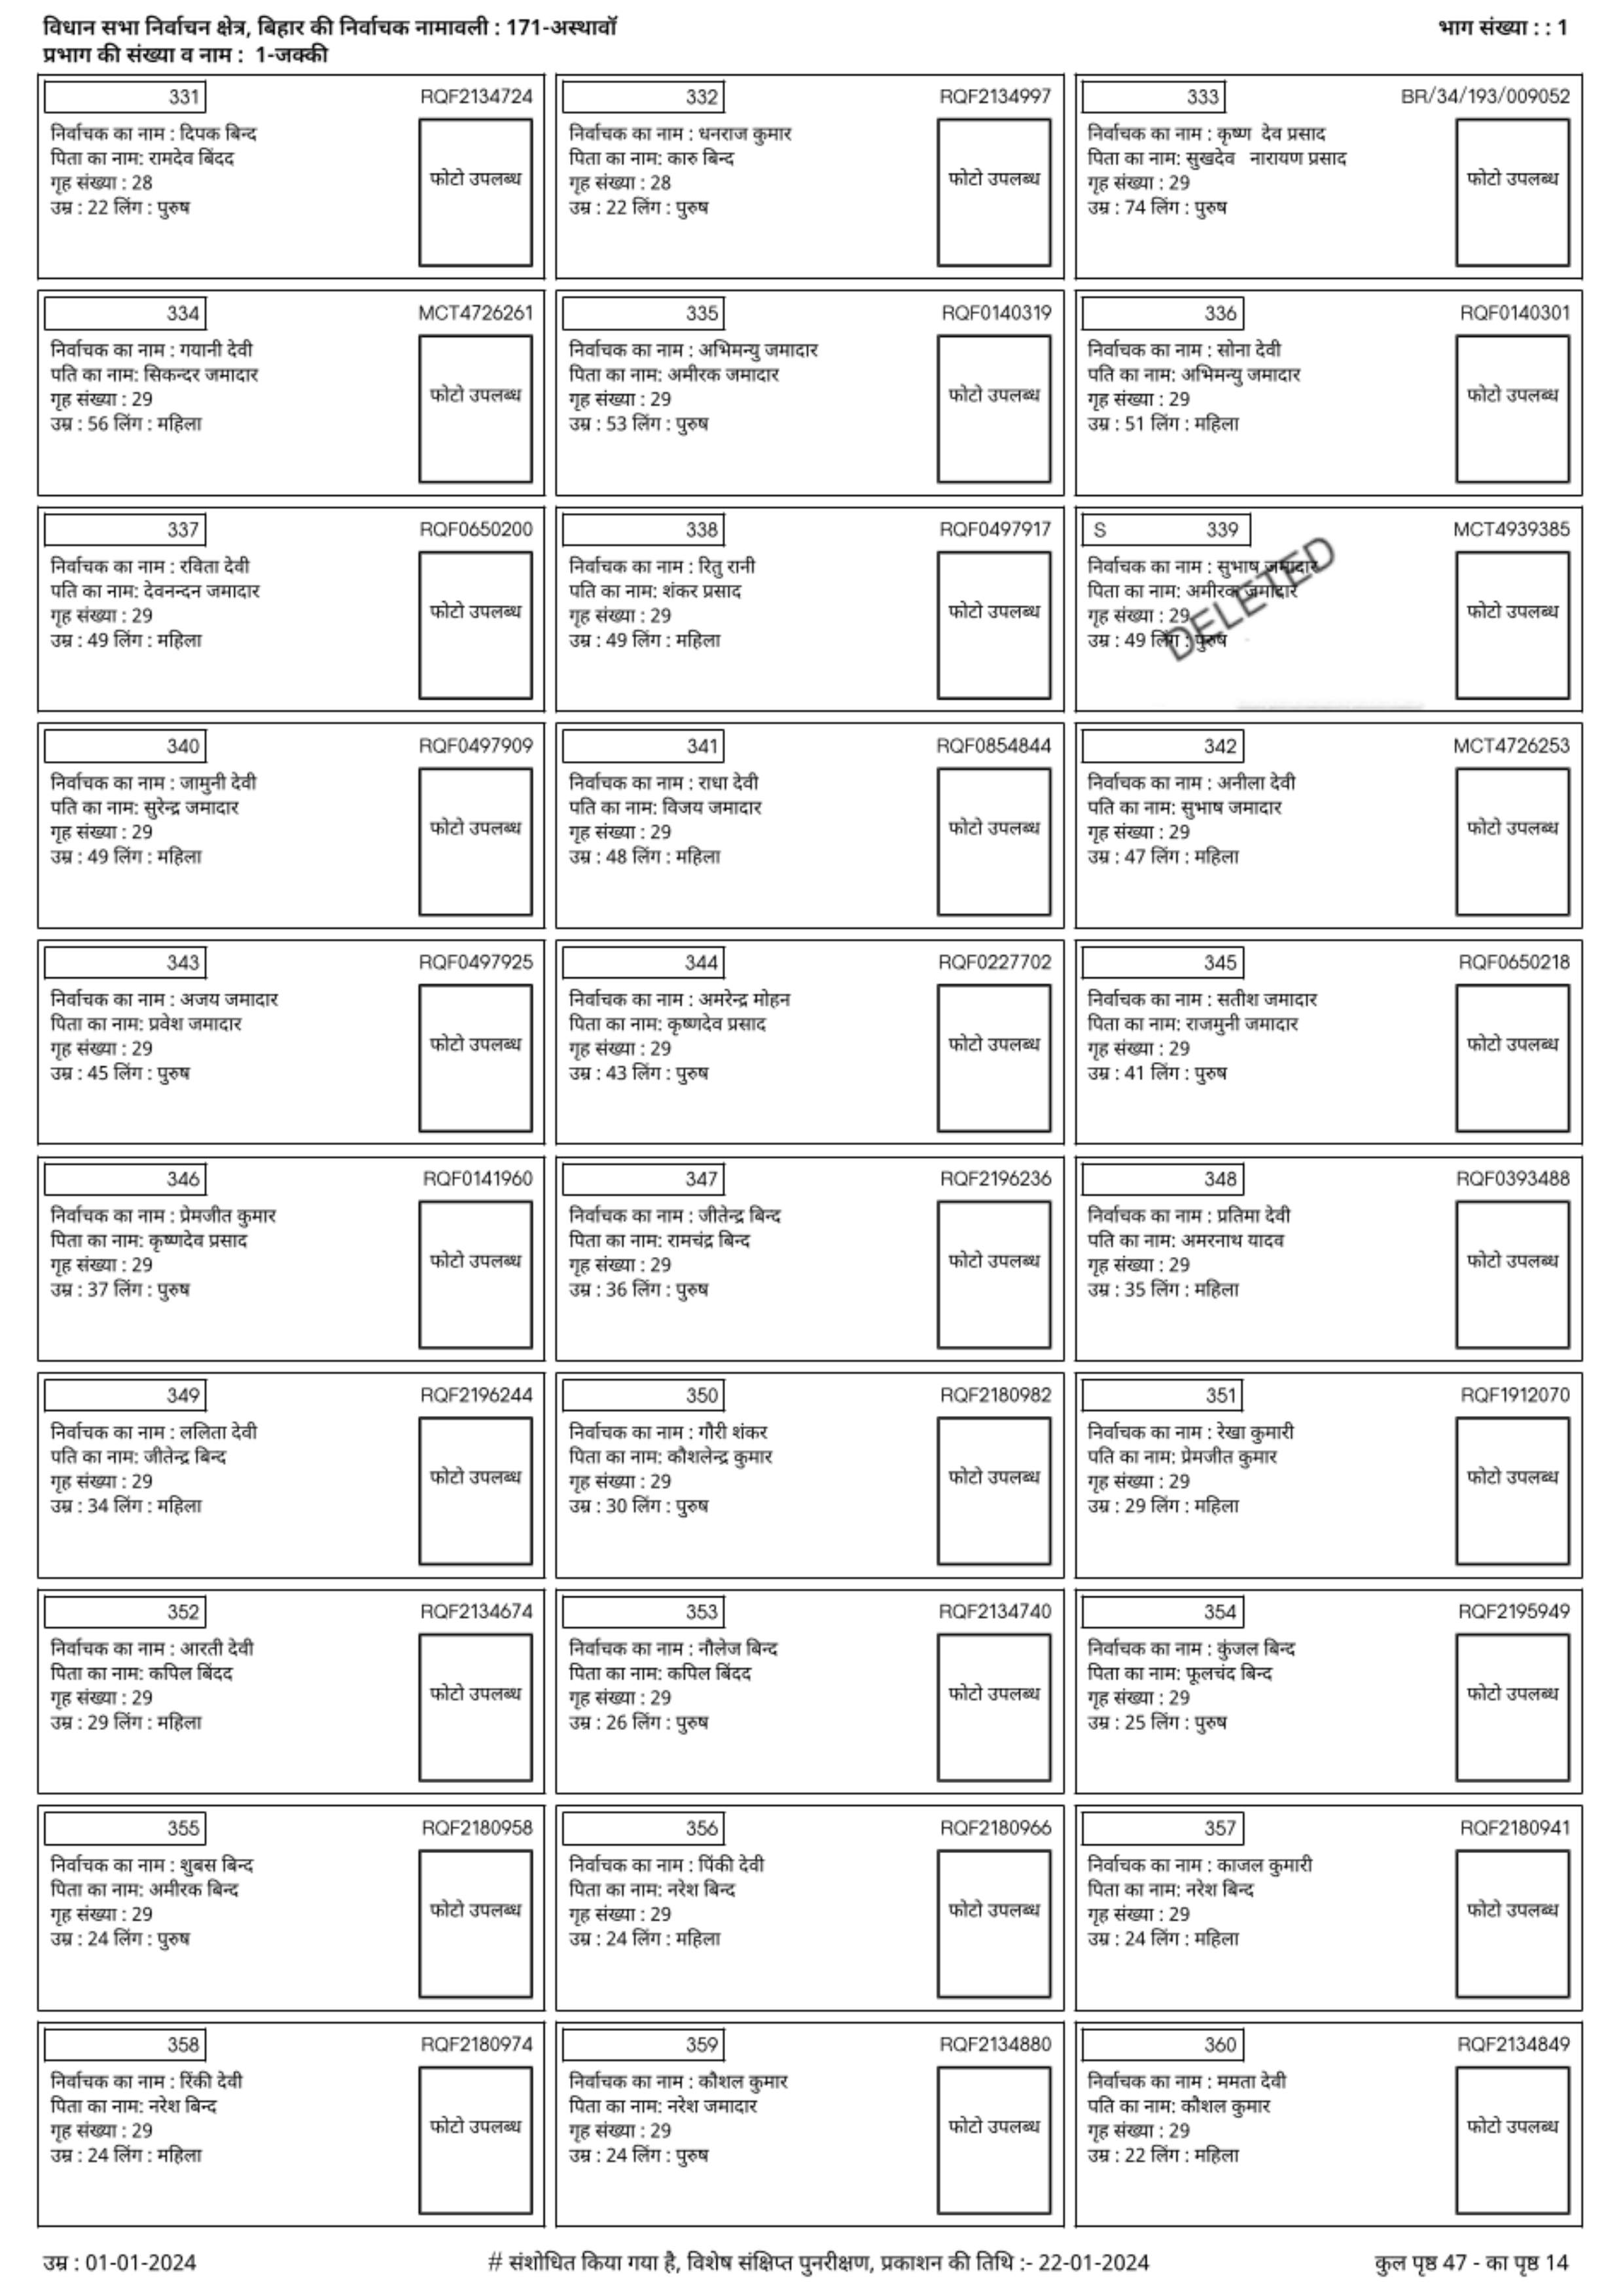 विधान सभा निर्वाचन क्षेत्र, बिहार की निर्वाचक नामावली : 171-अस्थावाँ
भाग संख्या : : 1
प्रभाग की संख्या व नाम : 1-जक्की
331 RQF2134724
निर्वाचक का नाम : दिपक बिन्द
पिता का नाम: रामदेव बिंदद
गृह संख्या : 28
उम्र : 22 लिंग : पुरुष
फोटो उपलब्ध
332 RQF2134997
निर्वाचक का नाम : धनराज कुमार
पिता का नाम: कारु बिन्द
गृह संख्या : 28
उम्र : 22 लिंग : पुरुष
फोटो उपलब्ध
333 BR/34/193/009052
निर्वाचक का नाम : कृष्ण देव प्रसाद
पिता का नाम: सुखदेव नारायण प्रसाद
गृह संख्या : 29
उम्र : 74 लिंग : पुरुष
फोटो उपलब्ध
334 MCT4726261
निर्वाचक का नाम : गयानी देवी
पति का नाम: सिकन्दर जमादार
गृह संख्या : 29
उम्र : 56 लिंग : महिला
फोटो उपलब्ध
335 RQF0140319
निर्वाचक का नाम : अभिमन्यु जमादार
पिता का नाम: अमीरक जमादार
गृह संख्या : 29
उम्र : 53 लिंग : पुरुष
फोटो उपलब्ध
336 RQF0140301
निर्वाचक का नाम : सोना देवी
पति का नाम: अभिमन्यु जमादार
गृह संख्या : 29
उम्र : 51 लिंग : महिला
फोटो उपलब्ध
337 RQF0650200
निर्वाचक का नाम : रविता देवी
पति का नाम: देवनन्दन जमादार
गृह संख्या : 29
उम्र : 49 लिंग : महिला
फोटो उपलब्ध
338 RQF0497917
निर्वाचक का नाम : रितु रानी
पति का नाम: शंकर प्रसाद
गृह संख्या : 29
उम्र : 49 लिंग : महिला
फोटो उपलब्ध
S 339 MCT4939385
निर्वाचक का नाम : सुभाष जमादार
पिता का नाम: अमीरक जमादार
गृह संख्या : 29
उम्र : 49 लिंग : पुरुष
फोटो उपलब्ध
DELETED
340 RQF0497909
निर्वाचक का नाम : जामुनी देवी
पति का नाम: सुरेन्द्र जमादार
गृह संख्या : 29
उम्र : 49 लिंग : महिला
फोटो उपलब्ध
341 RQF0854844
निर्वाचक का नाम : राधा देवी
पति का नाम: विजय जमादार
गृह संख्या : 29
उम्र : 48 लिंग : महिला
फोटो उपलब्ध
342 MCT4726253
निर्वाचक का नाम : अनीला देवी
पति का नाम: सुभाष जमादार
गृह संख्या : 29
उम्र : 47 लिंग : महिला
फोटो उपलब्ध
343 RQF0497925
निर्वाचक का नाम : अजय जमादार
पिता का नाम: प्रवेश जमादार
गृह संख्या : 29
उम्र : 45 लिंग : पुरुष
फोटो उपलब्ध
344 RQF0227702
निर्वाचक का नाम : अमरेन्द्र मोहन
पिता का नाम: कृष्णदेव प्रसाद
गृह संख्या : 29
उम्र : 43 लिंग : पुरुष
फोटो उपलब्ध
345 RQF0650218
निर्वाचक का नाम : सतीश जमादार
पिता का नाम: राजमुनी जमादार
गृह संख्या : 29
उम्र : 41 लिंग : पुरुष
फोटो उपलब्ध
346 RQF0141960
निर्वाचक का नाम : प्रेमजीत कुमार
पिता का नाम: कृष्णदेव प्रसाद
गृह संख्या : 29
उम्र : 37 लिंग : पुरुष
फोटो उपलब्ध
347 RQF2196236
निर्वाचक का नाम : जीतेन्द्र बिन्द
पिता का नाम: रामचंद्र बिन्द
गृह संख्या : 29
उम्र : 36 लिंग : पुरुष
फोटो उपलब्ध
348 RQF0393488
निर्वाचक का नाम : प्रतिमा देवी
पति का नाम: अमरनाथ यादव
गृह संख्या : 29
उम्र : 35 लिंग : महिला
फोटो उपलब्ध
349 RQF2196244
निर्वाचक का नाम : ललिता देवी
पति का नाम: जीतेन्द्र बिन्द
गृह संख्या : 29
उम्र : 34 लिंग : महिला
फोटो उपलब्ध
350 RQF2180982
निर्वाचक का नाम : गौरी शंकर
पिता का नाम: कौशलेन्द्र कुमार
गृह संख्या : 29
उम्र : 30 लिंग : पुरुष
फोटो उपलब्ध
351 RQF1912070
निर्वाचक का नाम : रेखा कुमारी
पति का नाम: प्रेमजीत कुमार
गृह संख्या : 29
उम्र : 29 लिंग : महिला
फोटो उपलब्ध
352 RQF2134674
निर्वाचक का नाम : आरती देवी
पिता का नाम: कपिल बिंदद
गृह संख्या : 29
उम्र : 29 लिंग : महिला
फोटो उपलब्ध
353 RQF2134740
निर्वाचक का नाम : नौलेज बिन्द
पिता का नाम: कपिल बिंदद
गृह संख्या : 29
उम्र : 26 लिंग : पुरुष
फोटो उपलब्ध
354 RQF2195949
निर्वाचक का नाम : कुंजल बिन्द
पिता का नाम: फूलचंद बिन्द
गृह संख्या : 29
उम्र : 25 लिंग : पुरुष
फोटो उपलब्ध
355 RQF2180958
निर्वाचक का नाम : शुबस बिन्द
पिता का नाम: अमीरक बिन्द
गृह संख्या : 29
उम्र : 24 लिंग : पुरुष
फोटो उपलब्ध
356 RQF2180966
निर्वाचक का नाम : पिंकी देवी
पिता का नाम: नरेश बिन्द
गृह संख्या : 29
उम्र : 24 लिंग : महिला
फोटो उपलब्ध
357 RQF2180941
निर्वाचक का नाम : काजल कुमारी
पिता का नाम: नरेश बिन्द
गृह संख्या : 29
उम्र : 24 लिंग : महिला
फोटो उपलब्ध
358 RQF2180974
निर्वाचक का नाम : रिंकी देवी
पिता का नाम: नरेश बिन्द
गृह संख्या : 29
उम्र : 24 लिंग : महिला
फोटो उपलब्ध
359 RQF2134880
निर्वाचक का नाम : कौशल कुमार
पिता का नाम: नरेश जमादार
गृह संख्या : 29
उम्र : 24 लिंग : पुरुष
फोटो उपलब्ध
360 RQF2134849
निर्वाचक का नाम : ममता देवी
पति का नाम: कौशल कुमार
गृह संख्या : 29
उम्र : 22 लिंग : महिला
फोटो उपलब्ध
उम्र : 01-01-2024
# संशोधित किया गया है, विशेष संक्षिप्त पुनरीक्षण, प्रकाशन की तिथि :- 22-01-2024
कुल पृष्ठ 47 - का पृष्ठ 14